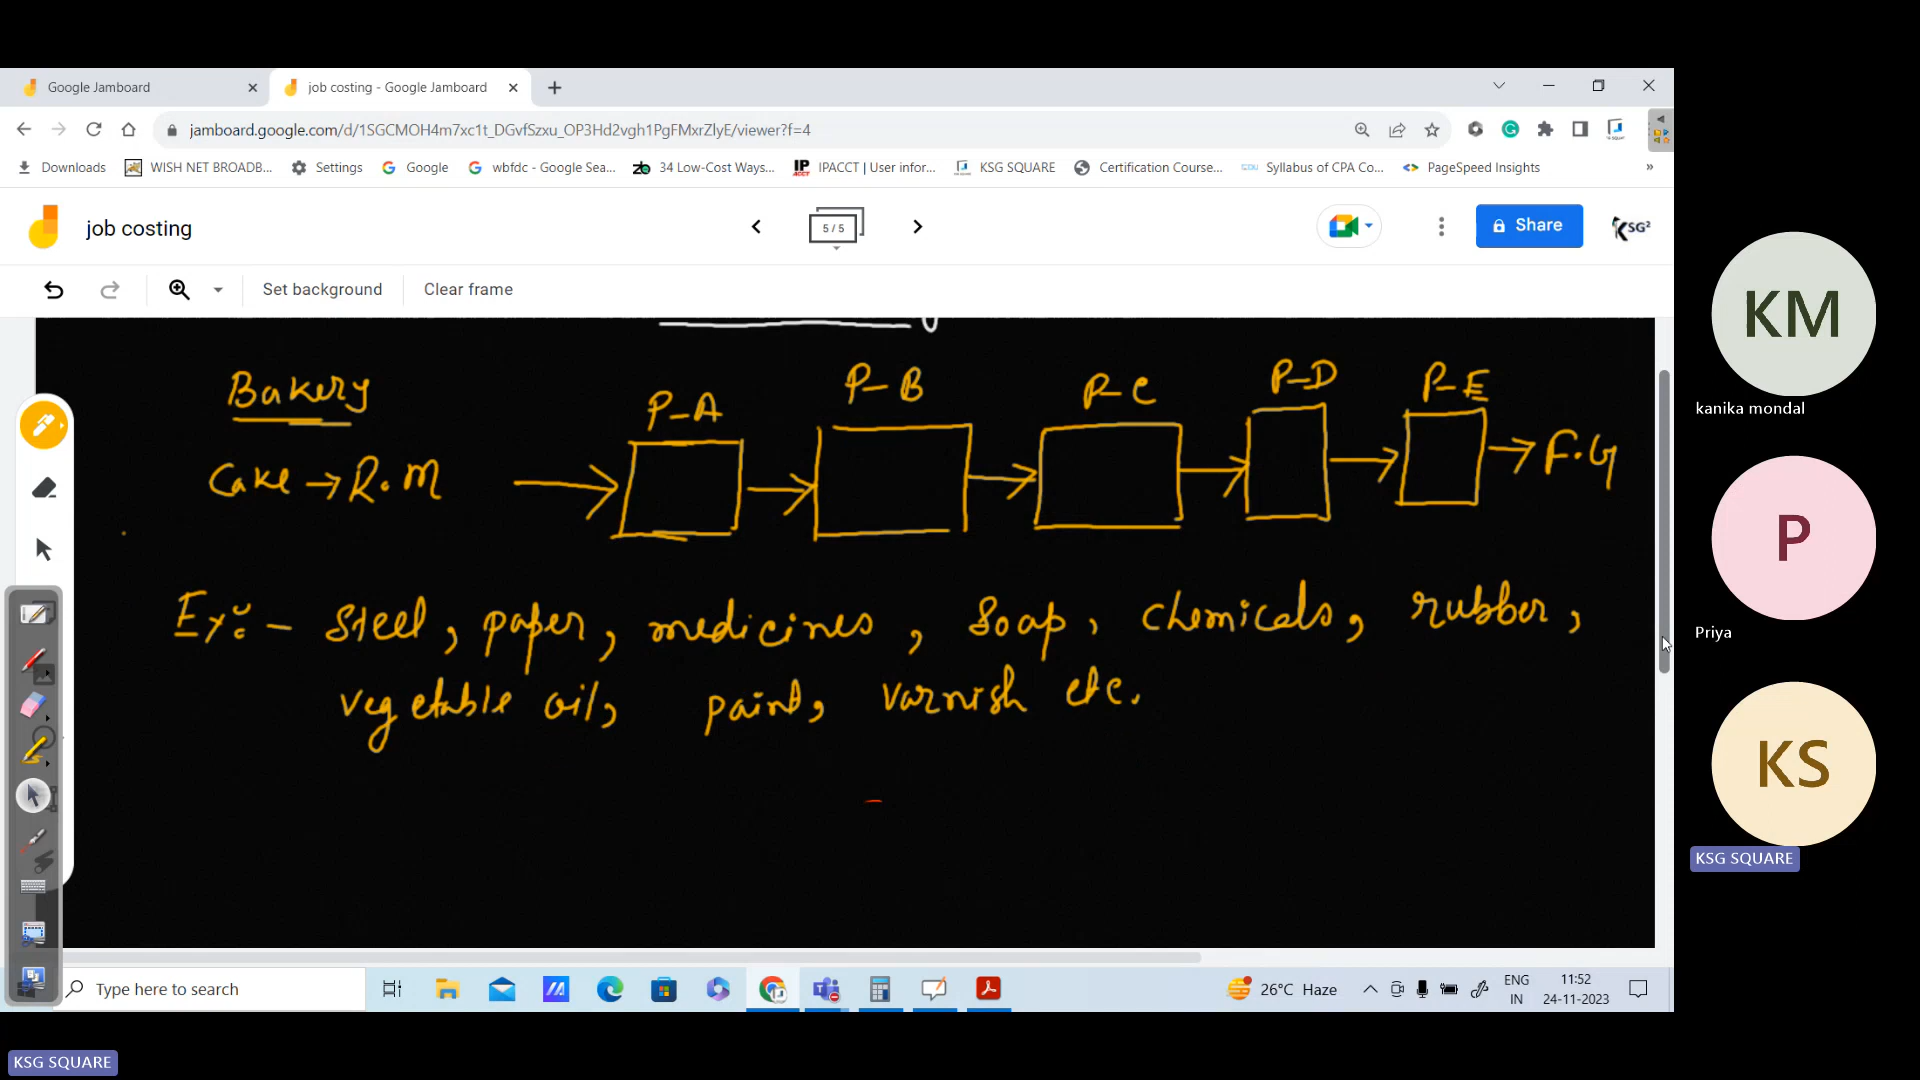 Google Jamboard
job costing - Google Jamboard
jamboard.google.com/d/1SGCMOH4m7xc1t_DGvfSzxu_OP3Hd2vgh1PgFMxrZlyE/viewer?f=4
Downloads WISH NET BROADB... Settings Google wbfdc - Google Sea... 34 Low-Cost Ways... IPACCT | User infor... KSG SQUARE Certification Course... Syllabus of CPA Co... PageSpeed Insights »
job costing
5 / 5
Share
KSG²
Set background
Clear frame
Bakery
P-A P-B P-C P-D P-E
Cake → R.M → → → → → → F.G
Ex:- Steel, paper, medicines, Soap, chemicals, rubber,
vegetable oil, paint, varnish etc.
KM
kanika mondal
P
Priya
KS
KSG SQUARE
Type here to search
26°C Haze
ENG
IN
11:52
24-11-2023
KSG SQUARE